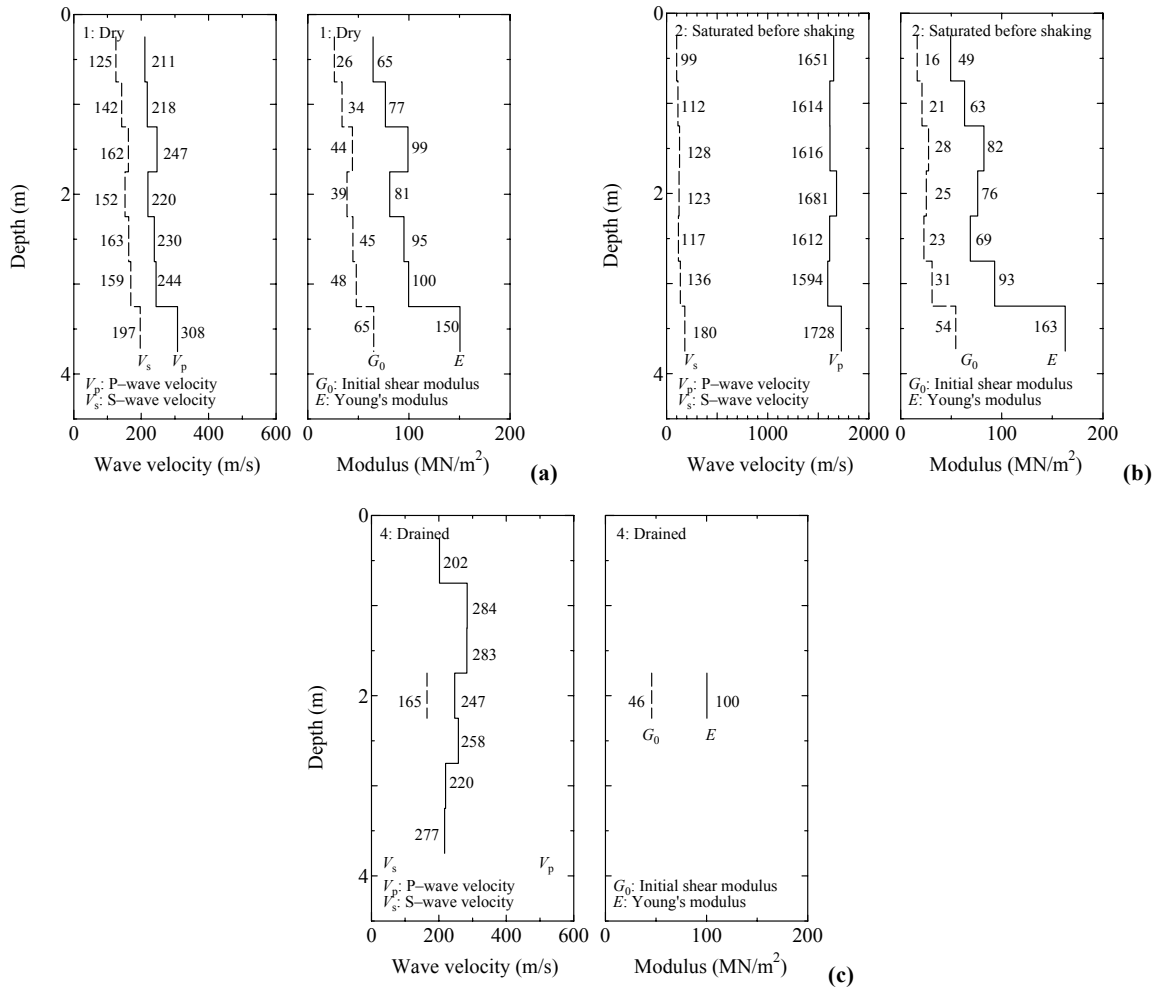 0
2
4
Depth (m)
1: Dry
125
211
142
218
162
247
152
220
163
230
159
244
197
308
Vs
Vp
Vp: P–wave velocity
Vs: S–wave velocity
0 200 400 600
Wave velocity (m/s)
1: Dry
26
65
34
77
44
99
39
81
45
95
48
100
65
150
G0
E
G0: Initial shear modulus
E: Young's modulus
0 100 200
Modulus (MN/m2)
(a)
0
2
4
Depth (m)
2: Saturated before shaking
99
1651
112
1614
128
1616
123
1681
117
1612
136
1594
180
1728
Vs
Vp
Vp: P–wave velocity
Vs: S–wave velocity
0 1000 2000
Wave velocity (m/s)
2: Saturated before shaking
16
49
21
63
28
82
25
76
23
69
31
93
54
163
G0
E
G0: Initial shear modulus
E: Young's modulus
0 100 200
Modulus (MN/m2)
(b)
0
2
4
Depth (m)
4: Drained
202
284
283
165
247
258
220
277
Vs
Vp
Vp: P–wave velocity
Vs: S–wave velocity
0 200 400 600
Wave velocity (m/s)
4: Drained
46
100
G0
E
G0: Initial shear modulus
E: Young's modulus
0 100 200
Modulus (MN/m2)
(c)